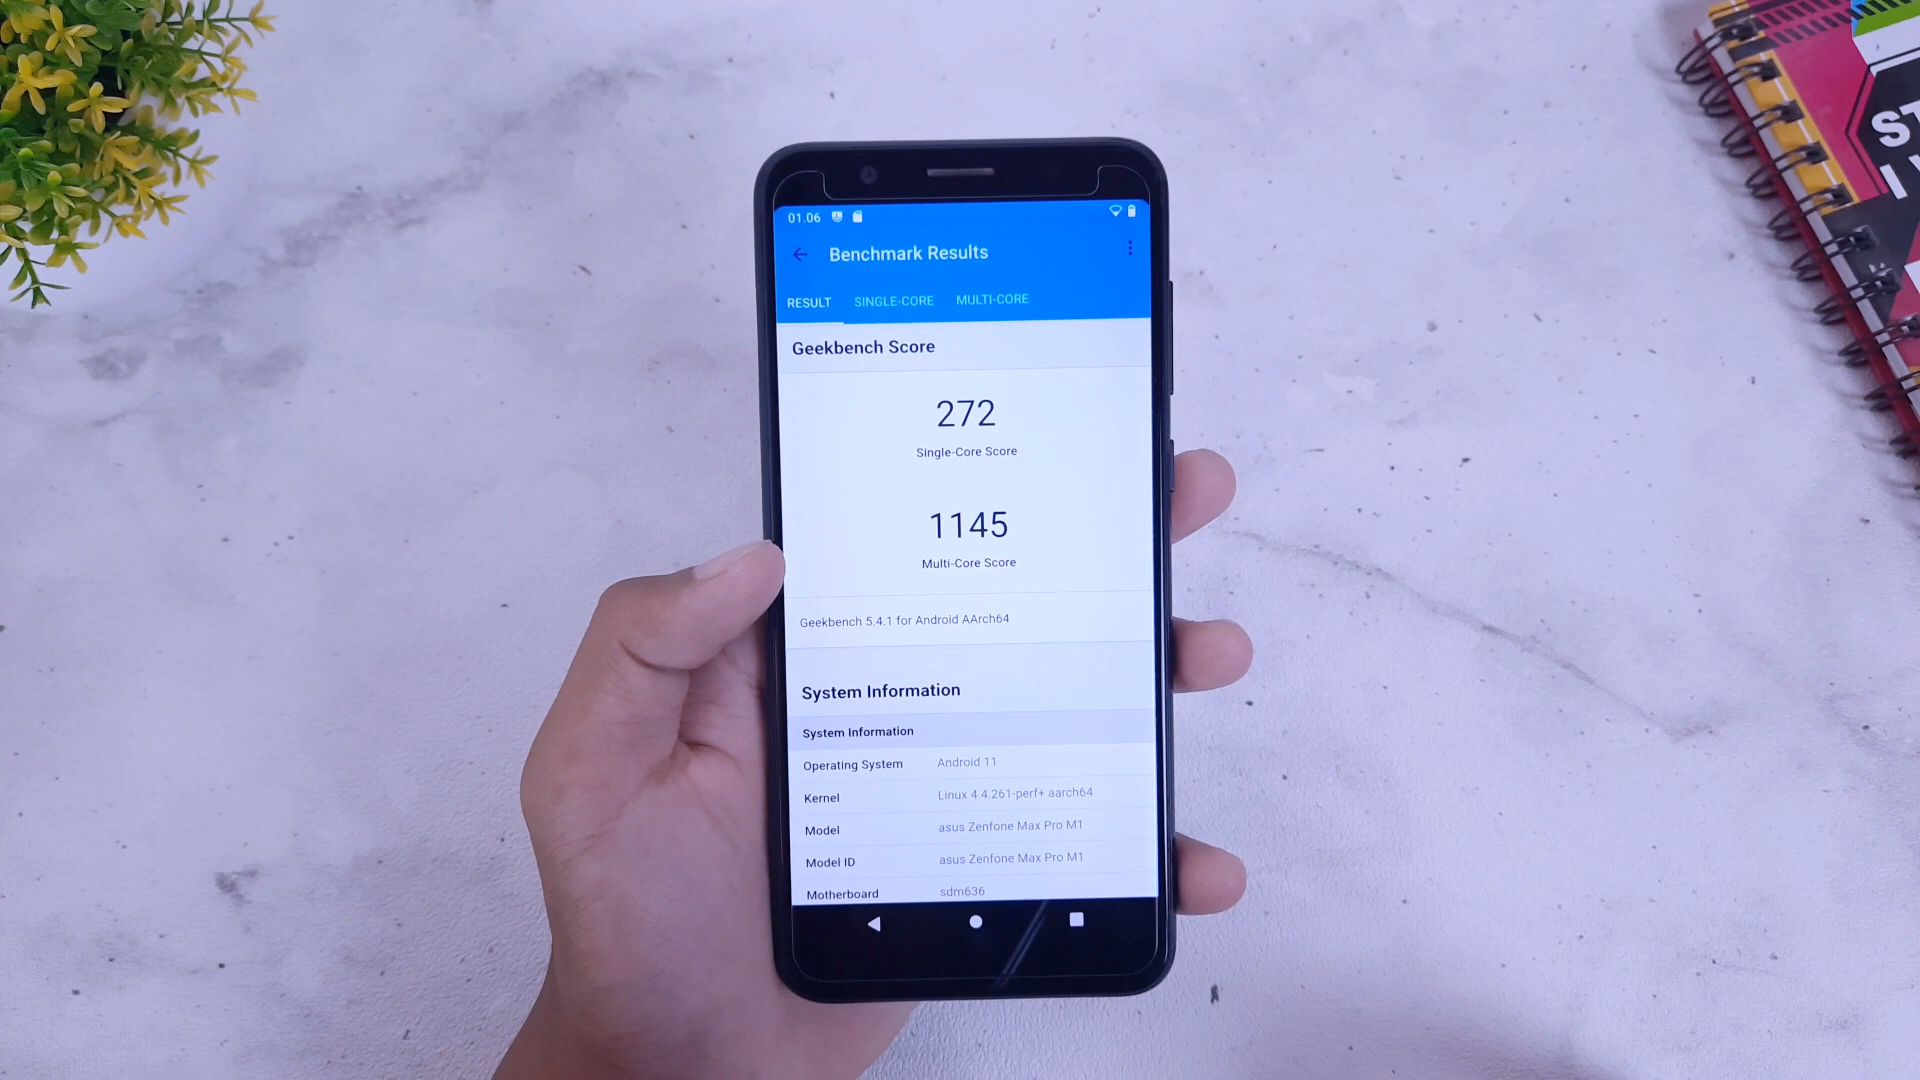 01.06
Benchmark Results
RESULT SINGLE-CORE MULTI-CORE
Geekbench Score
272
Single-Core Score
1145
Multi-Core Score
Geekbench 5.4.1 for Android AArch64
System Information
System Information
Operating System Android 11
Kernel Linux 4.4.261-perf+ aarch64
Model asus Zenfone Max Pro M1
Model ID asus Zenfone Max Pro M1
Motherboard sdm636